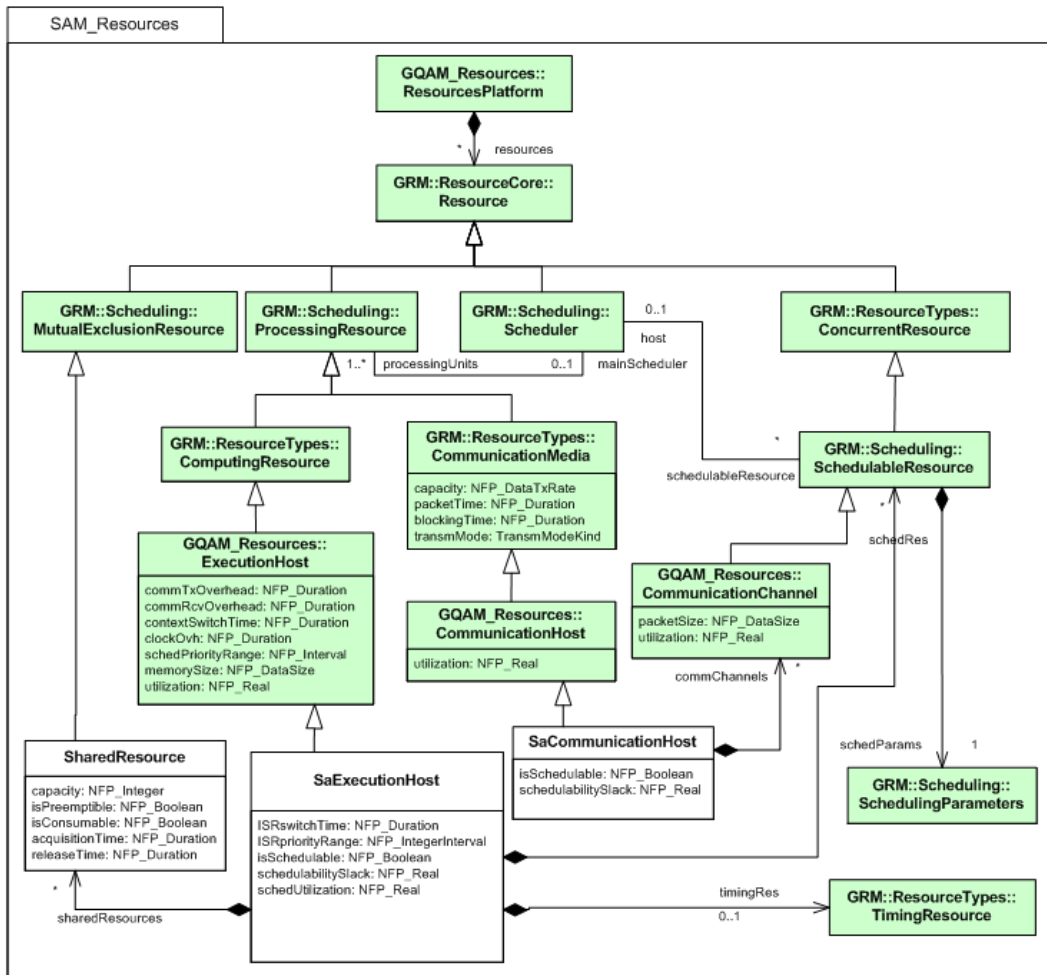 SAM_Resources
GQAM_Resources::
ResourcesPlatform
*
resources
GRM::ResourceCore::
Resource
GRM::Scheduling::
MutualExclusionResource
GRM::Scheduling::
ProcessingResource
GRM::Scheduling::
Scheduler
0..1
host
GRM::ResourceTypes::
ConcurrentResource
1..*
processingUnits
0..1
mainScheduler
GRM::ResourceTypes::
ComputingResource
GRM::ResourceTypes::
CommunicationMedia
capacity: NFP_DataTxRate
packetTime: NFP_Duration
blockingTime: NFP_Duration
transmMode: TransmModeKind
*
schedulableResource
GRM::Scheduling::
SchedulableResource
*
schedRes
GQAM_Resources::
ExecutionHost
commTxOverhead: NFP_Duration
commRcvOverhead: NFP_Duration
contextSwitchTime: NFP_Duration
clockOvh: NFP_Duration
schedPriorityRange: NFP_Interval
memorySize: NFP_DataSize
utilization: NFP_Real
GQAM_Resources::
CommunicationHost
utilization: NFP_Real
GQAM_Resources::
CommunicationChannel
packetSize: NFP_DataSize
utilization: NFP_Real
commChannels
*
SharedResource
capacity: NFP_Integer
isPreemptible: NFP_Boolean
isConsumable: NFP_Boolean
acquisitionTime: NFP_Duration
releaseTime: NFP_Duration
SaExecutionHost
ISRswitchTime: NFP_Duration
ISRpriorityRange: NFP_IntegerInterval
isSchedulable: NFP_Boolean
schedulabilitySlack: NFP_Real
schedUtilization: NFP_Real
SaCommunicationHost
isSchedulable: NFP_Boolean
schedulabilitySlack: NFP_Real
schedParams
1
GRM::Scheduling::
SchedulingParameters
*
sharedResources
timingRes
0..1
GRM::ResourceTypes::
TimingResource